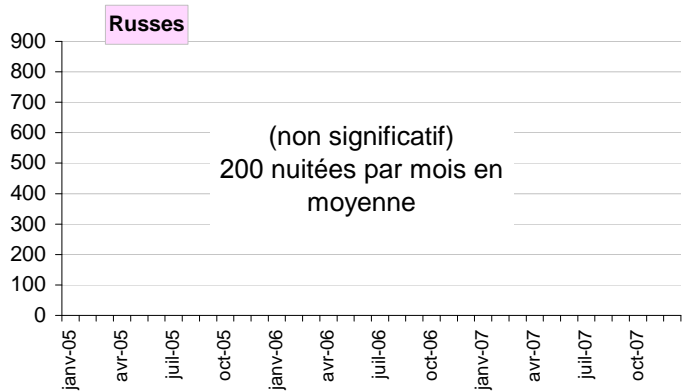 Russes
900
800
700
600
500
400
300
200
100
0
(non significatif)
200 nuitées par mois en
moyenne
janv-05
avr-05
juil-05
oct-05
janv-06
avr-06
juil-06
oct-06
janv-07
avr-07
juil-07
oct-07